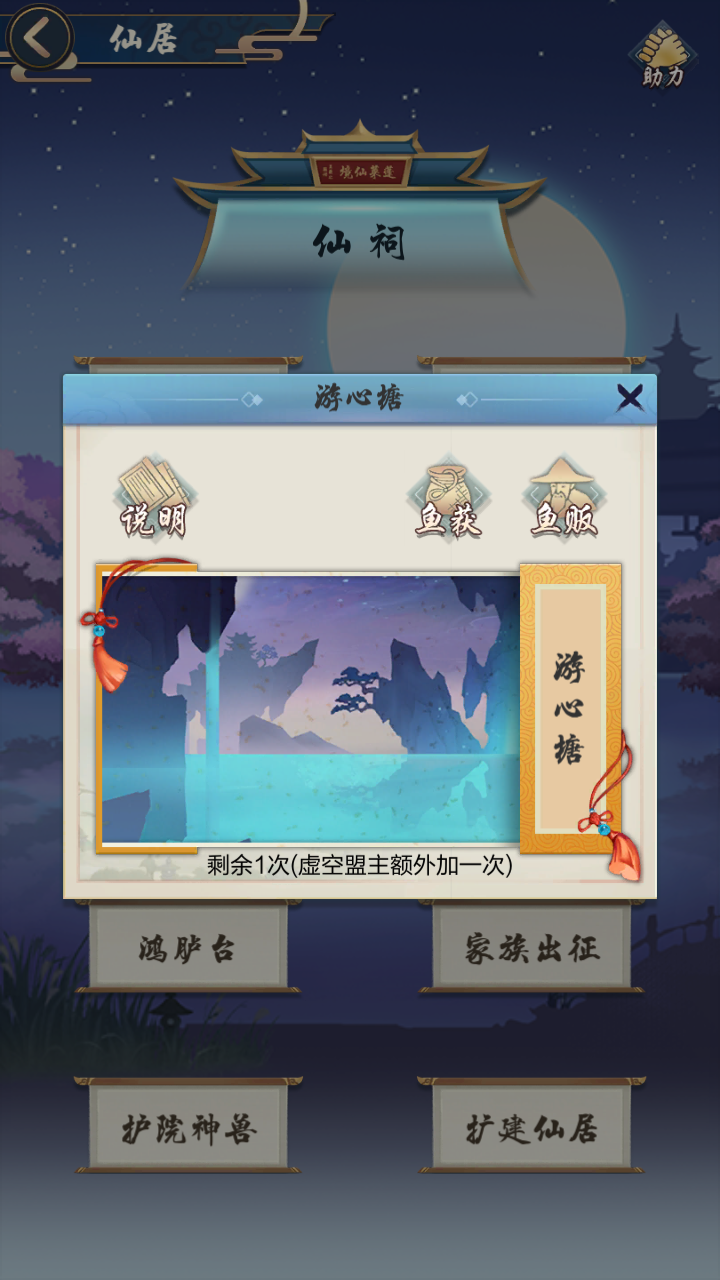 仙居
助力
蓬莱仙境
仙祠
游心塘
说明
鱼获
鱼贩
游心塘
剩余1次(虚空盟主额外加一次)
鸿胪台
家族出征
护院神兽
扩建仙居